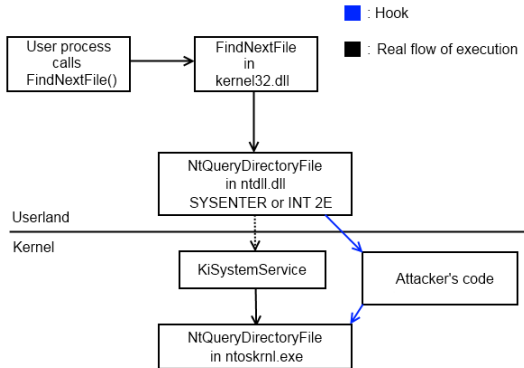 : Hook
: Real flow of execution
User process
calls
FindNextFile()
FindNextFile
in
kernel32.dll
NtQueryDirectoryFile
in ntdll.dll
SYSENTER or INT 2E
Userland
Kernel
KiSystemService
Attacker's code
NtQueryDirectoryFile
in ntoskrnl.exe